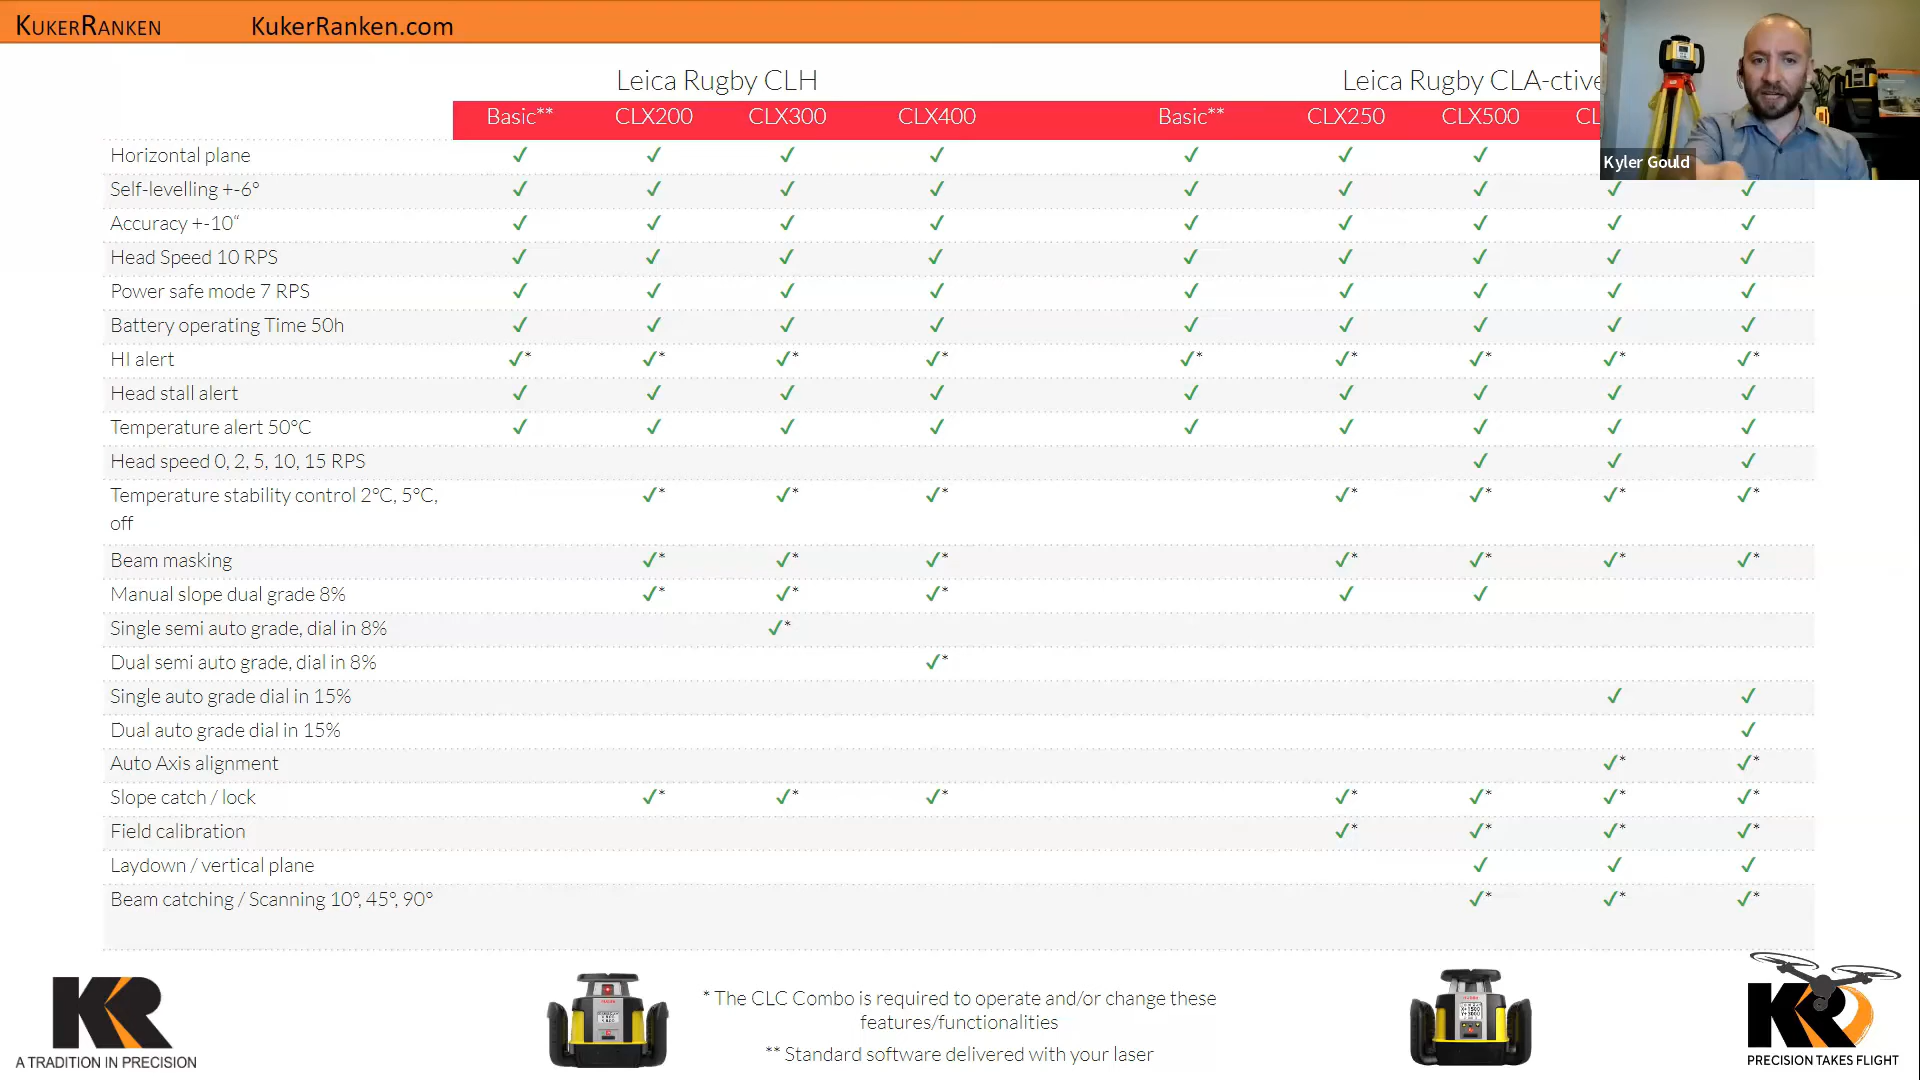 KUKERRANKEN KukerRanken.com
Leica Rugby CLH Leica Rugby CLA-ctive
Basic** CLX200 CLX300 CLX400 Basic** CLX250 CLX500 CL
Kyler Gould
Horizontal plane ✓ ✓ ✓ ✓ ✓ ✓ ✓
Self-levelling +-6° ✓ ✓ ✓ ✓ ✓ ✓ ✓ ✓ ✓
Accuracy +-10“ ✓ ✓ ✓ ✓ ✓ ✓ ✓ ✓ ✓
Head Speed 10 RPS ✓ ✓ ✓ ✓ ✓ ✓ ✓ ✓ ✓
Power safe mode 7 RPS ✓ ✓ ✓ ✓ ✓ ✓ ✓ ✓ ✓
Battery operating Time 50h ✓ ✓ ✓ ✓ ✓ ✓ ✓ ✓ ✓
HI alert ✓* ✓* ✓* ✓* ✓* ✓* ✓* ✓* ✓*
Head stall alert ✓ ✓ ✓ ✓ ✓ ✓ ✓ ✓ ✓
Temperature alert 50°C ✓ ✓ ✓ ✓ ✓ ✓ ✓ ✓ ✓
Head speed 0, 2, 5, 10, 15 RPS ✓ ✓ ✓
Temperature stability control 2°C, 5°C, ✓* ✓* ✓* ✓* ✓* ✓* ✓*
off
Beam masking ✓* ✓* ✓* ✓* ✓* ✓* ✓*
Manual slope dual grade 8% ✓* ✓* ✓* ✓ ✓
Single semi auto grade, dial in 8% ✓*
Dual semi auto grade, dial in 8% ✓*
Single auto grade dial in 15% ✓ ✓
Dual auto grade dial in 15% ✓
Auto Axis alignment ✓* ✓*
Slope catch / lock ✓* ✓* ✓* ✓* ✓* ✓* ✓*
Field calibration ✓* ✓* ✓* ✓*
Laydown / vertical plane ✓ ✓ ✓
Beam catching / Scanning 10°, 45°, 90° ✓* ✓* ✓*
* The CLC Combo is required to operate and/or change these
features/functionalities
** Standard software delivered with your laser
KR
A TRADITION IN PRECISION
KR
PRECISION TAKES FLIGHT